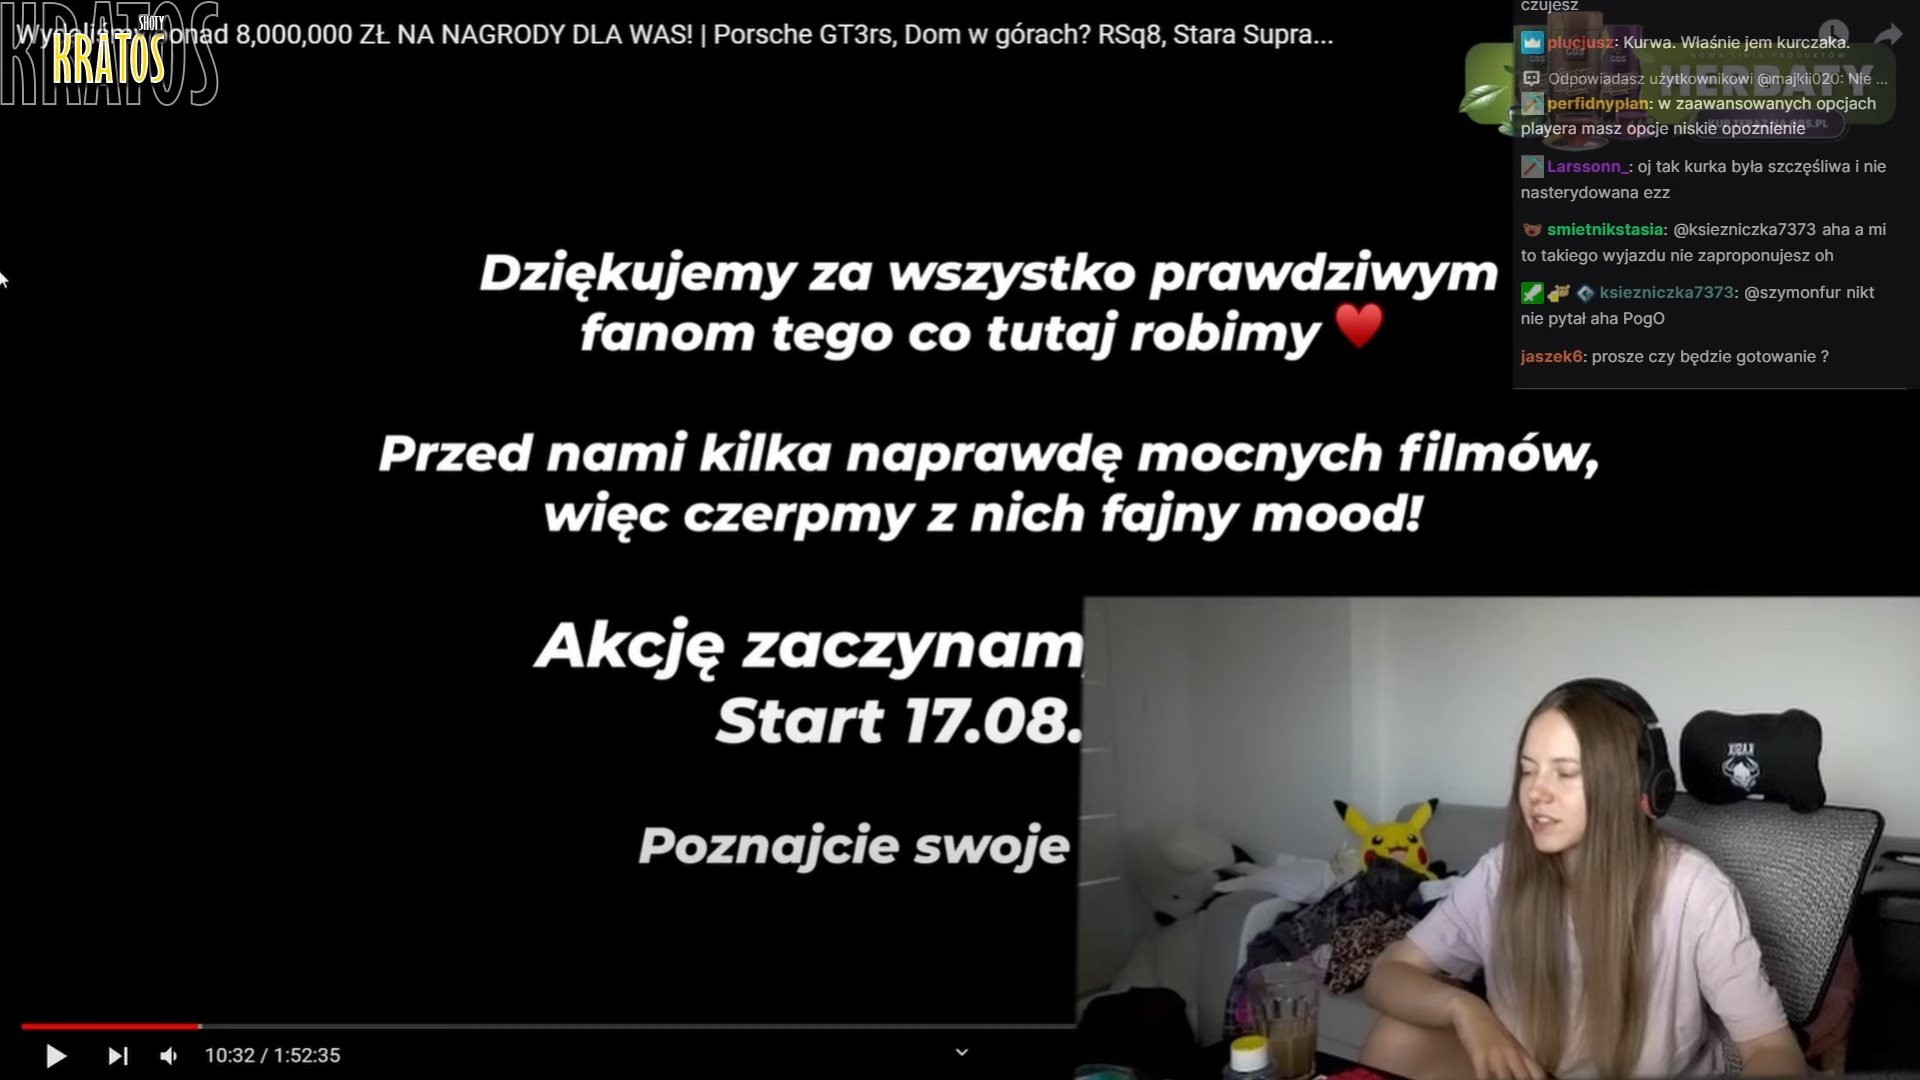 KRATOS
SHOTY
KRATOS
8,000,000 ZŁ NA NAGRODY DLA WAS! | Porsche GT3rs, Dom w górach? RSq8, Stara Supra...
czujesz
plucjusz: Kurwa. Właśnie jem kurczaka.
Odpowiadasz użytkownikowi @majkii020: Nie ...
perfidnyplan: w zaawansowanych opcjach
playera masz opcje niskie opoznienie
HERBATY
Larssonn_: oj tak kurka była szczęśliwa i nie
nasterydowana ezz
smietnikstasia: @ksiezniczka7373 aha a mi
to takiego wyjazdu nie zaproponujesz oh
ksiezniczka7373: @szymonfur nikt
nie pytał aha PogO
jaszek6: prosze czy będzie gotowanie ?
Dziękujemy za wszystko prawdziwym
fanom tego co tutaj robimy ♥
Przed nami kilka naprawdę mocnych filmów,
więc czerpmy z nich fajny mood!
Akcję zaczynam
Start 17.08.
Poznajcie swoje
10:32 / 1:52:35